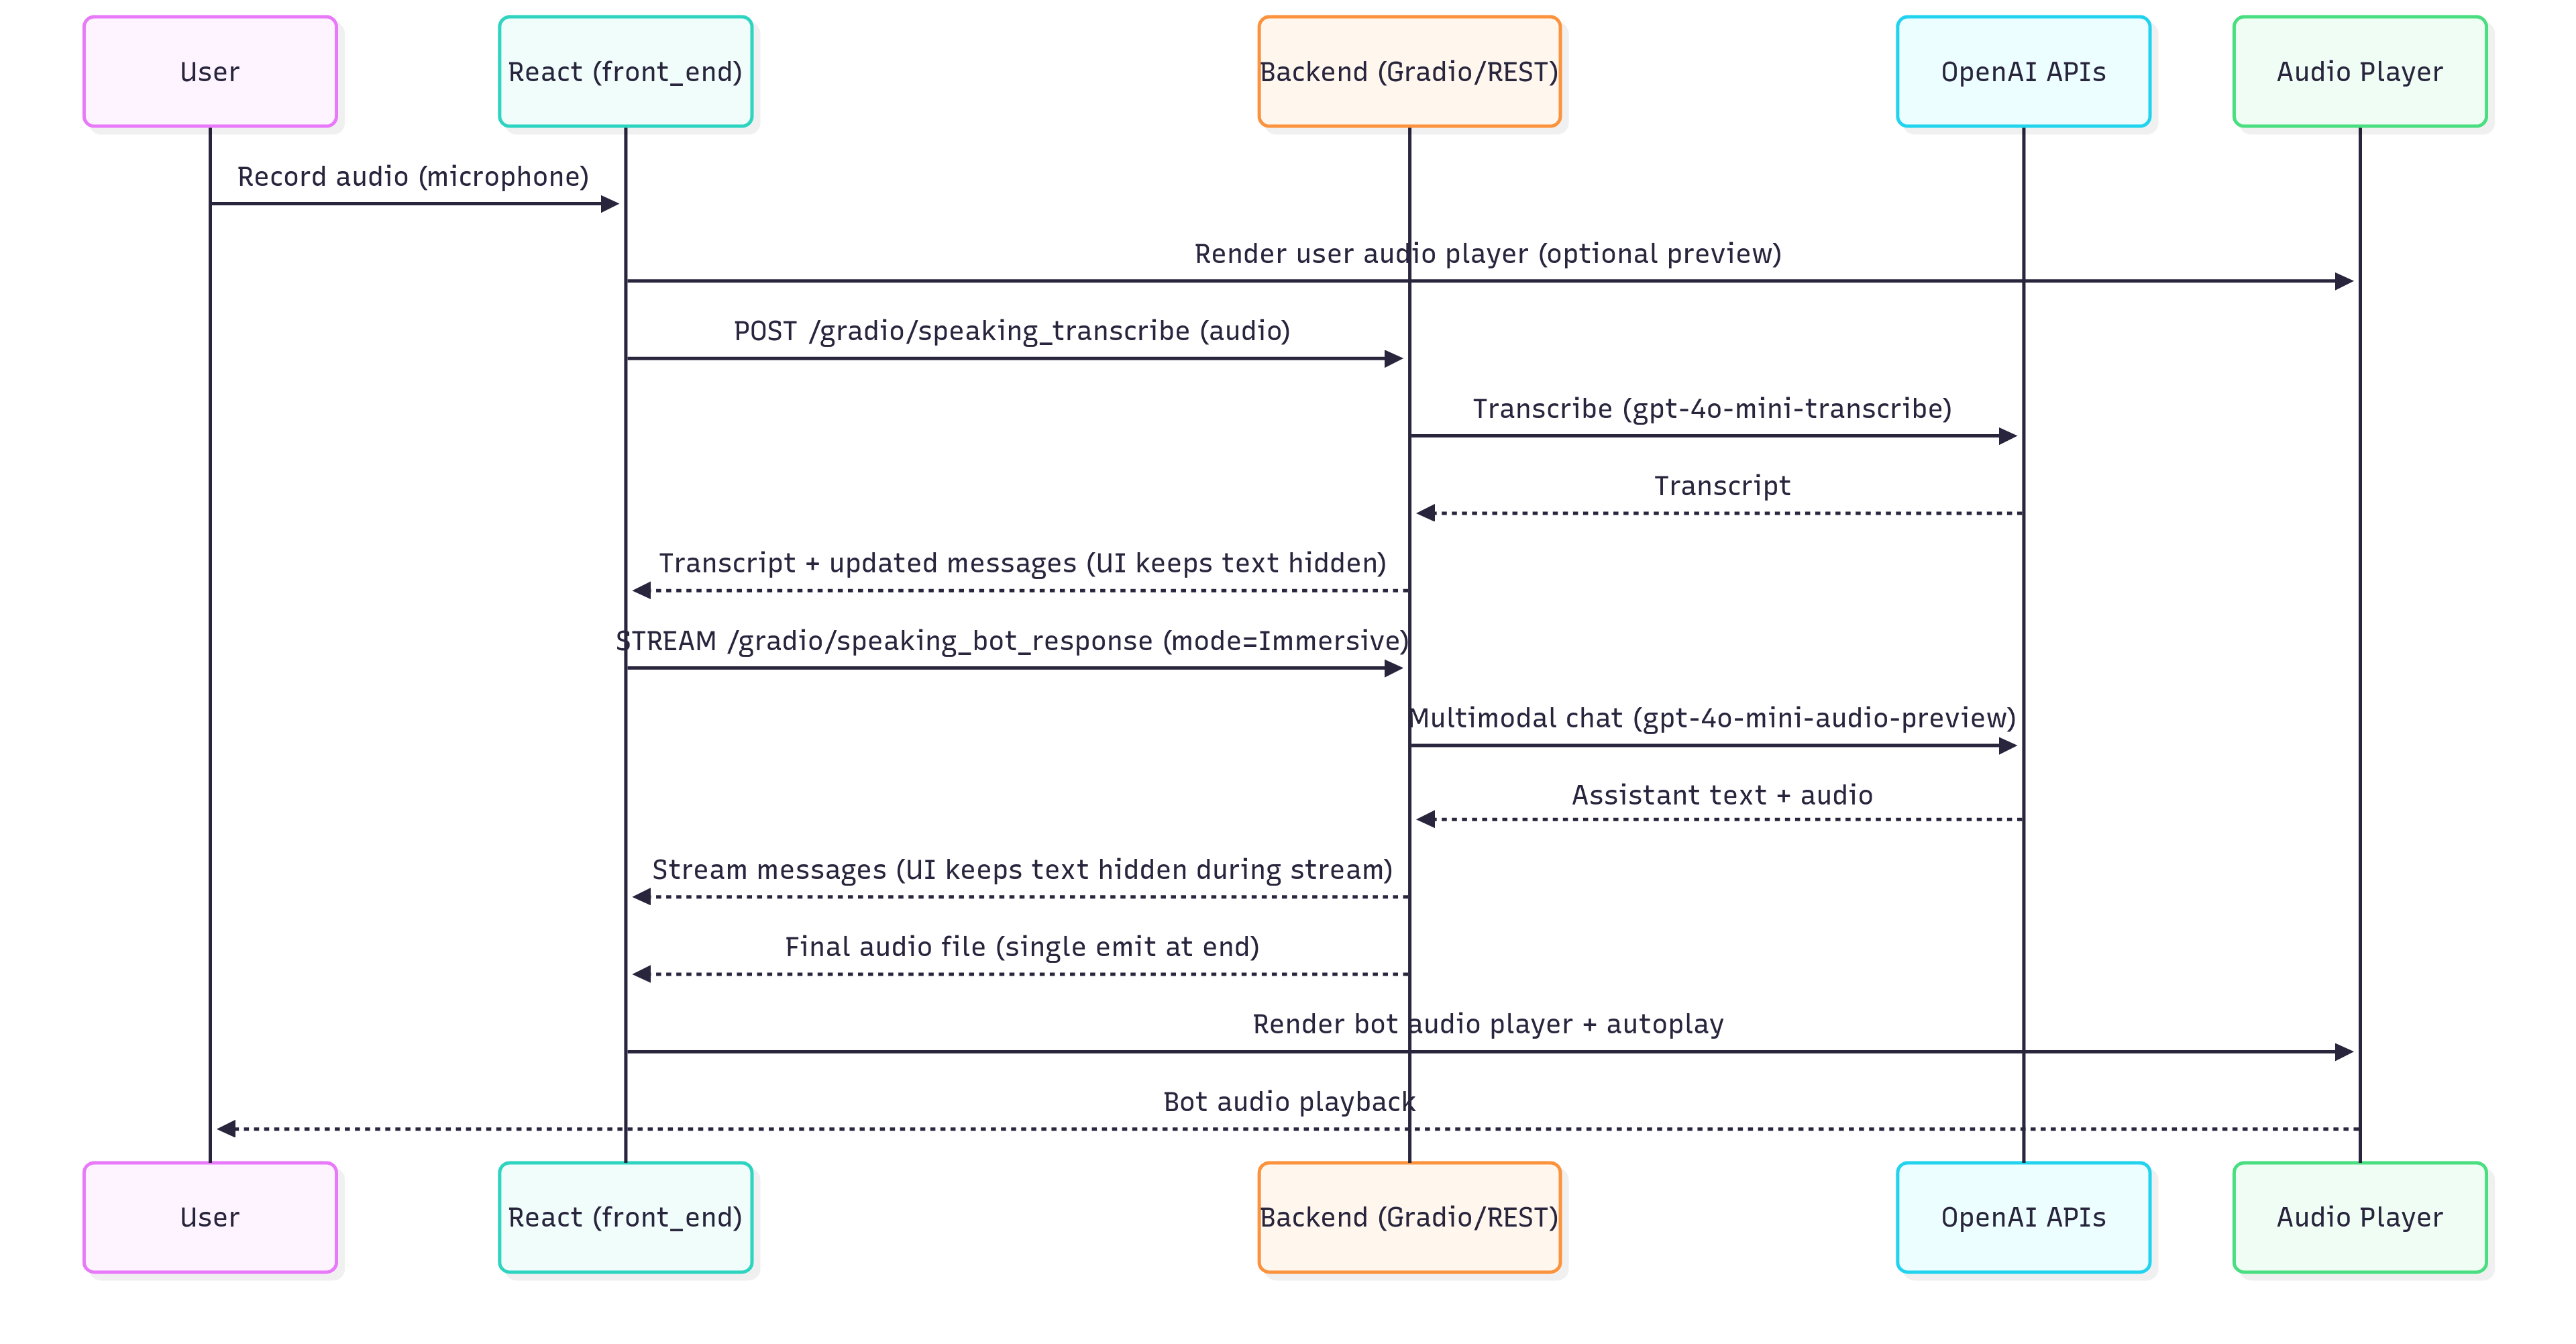 User
React (front_end)
Backend (Gradio/REST)
OpenAI APIs
Audio Player
Record audio (microphone)
Render user audio player (optional preview)
POST /gradio/speaking_transcribe (audio)
Transcribe (gpt-4o-mini-transcribe)
Transcript
Transcript + updated messages (UI keeps text hidden)
STREAM /gradio/speaking_bot_response (mode=Immersive)
Multimodal chat (gpt-4o-mini-audio-preview)
Assistant text + audio
Stream messages (UI keeps text hidden during stream)
Final audio file (single emit at end)
Render bot audio player + autoplay
Bot audio playback
User
React (front_end)
Backend (Gradio/REST)
OpenAI APIs
Audio Player